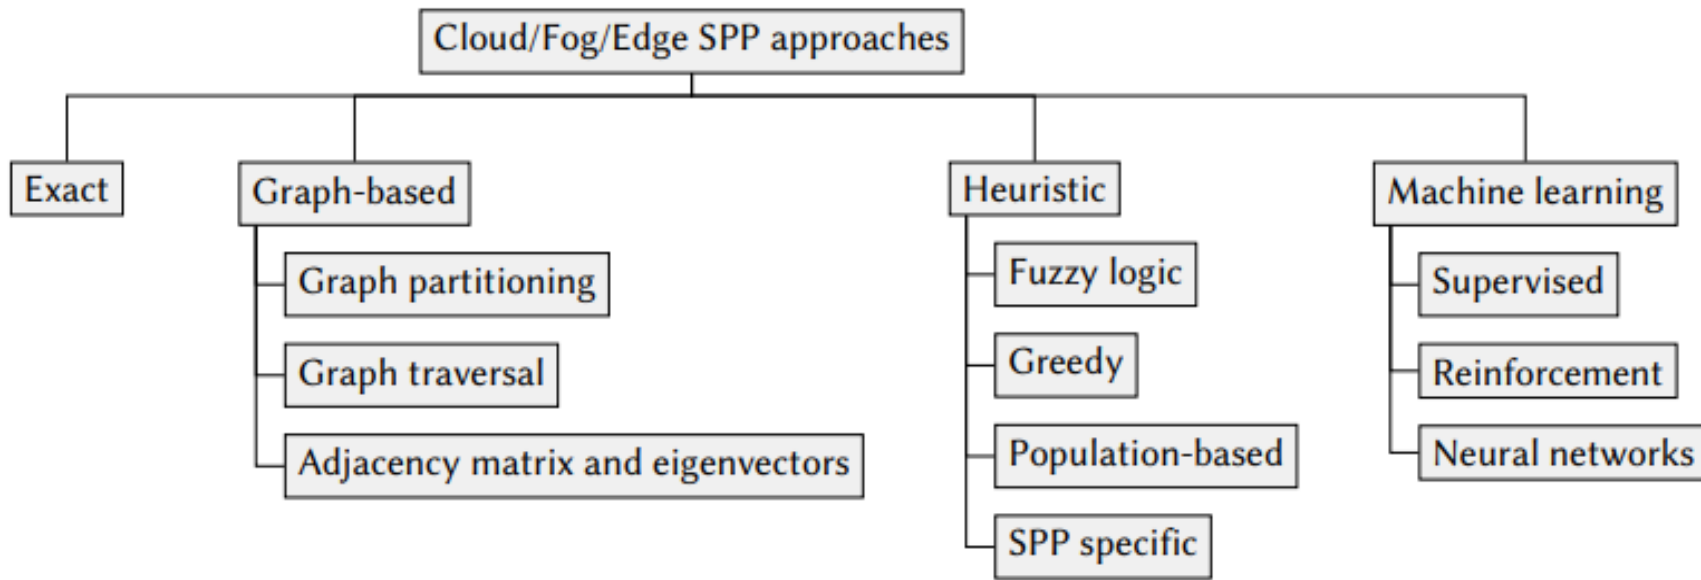 Cloud/Fog/Edge SPP approaches
Exact
Graph-based
Graph partitioning
Graph traversal
Adjacency matrix and eigenvectors
Heuristic
Fuzzy logic
Greedy
Population-based
SPP specific
Machine learning
Supervised
Reinforcement
Neural networks